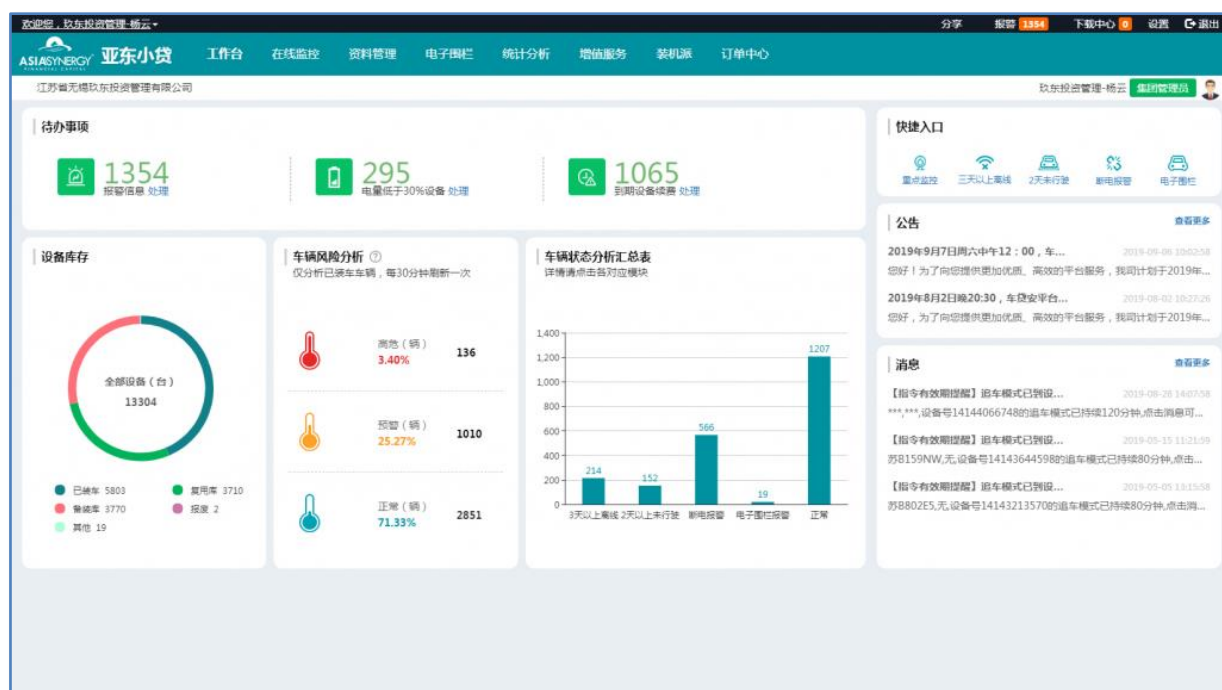 欢迎您，玖东投资管理-杨云
分享 报警 1354 下载中心 0 设置 退出
ASIASYNERGY 亚东小贷 工作台 在线监控 资料管理 电子围栏 统计分析 增值服务 装机派 订单中心
FINANCIAL CAPITAL
江苏省无锡玖东投资管理有限公司
玖东投资管理-杨云 集团管理员
待办事项
1354
报警信息 处理
295
电量低于30%设备 处理
1065
到期设备续费 处理
快捷入口
重点监控 三天以上离线 2天未行驶 断电报警 电子围栏
公告 查看更多
2019年9月7日周六中午12：00，车... 2019-09-06 10:02:58
您好！为了向您提供更加优质、高效的平台服务，我司计划于2019年...
2019年8月2日晚20:30，车贷安平台... 2019-08-02 10:27:26
您好，为了向您提供更加优质、高效的平台服务，我司计划于2019年...
设备库存
全部设备（台）
13304
已装车 5803
复用库 3710
备装库 3770
报废 2
其他 19
车辆风险分析
仅分析已装车车辆，每30分钟刷新一次
高危（辆）
3.40%
136
预警（辆）
25.27%
1010
正常（辆）
71.33%
2851
车辆状态分析汇总表
详情请点击各对应模块
1,400
1,200
1,000
800
600
400
200
0
214
152
566
19
1207
3天以上离线 2天以上未行驶 断电报警 电子围栏报警 正常
消息 查看更多
【指令有效期提醒】追车模式已到设... 2019-08-28 14:07:58
***,***,设备号14144066748的追车模式已持续120分钟,点击消息可...
【指令有效期提醒】追车模式已到设... 2019-05-15 11:21:59
苏B159NW,无,设备号14143644598的追车模式已持续80分钟,点击...
【指令有效期提醒】追车模式已到设... 2019-05-05 11:15:58
苏B802E5,无,设备号14143213570的追车模式已持续80分钟,点击消...